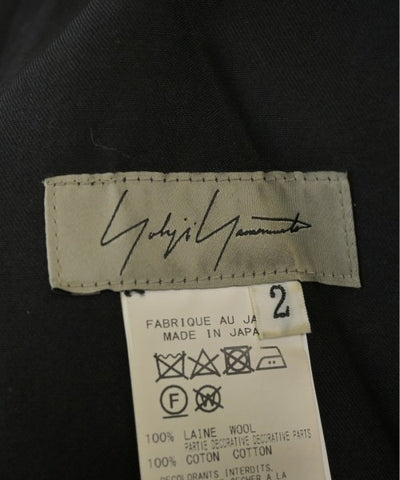 Yohji Yamamoto
2
FABRIQUE AU JA
MADE IN JAPA
F W
100% LAINE WOOL
PARTIE DECORATIVE DECORATIVE PARTS
100% COTON COTTON
DECOLORANTS INTERDITS.